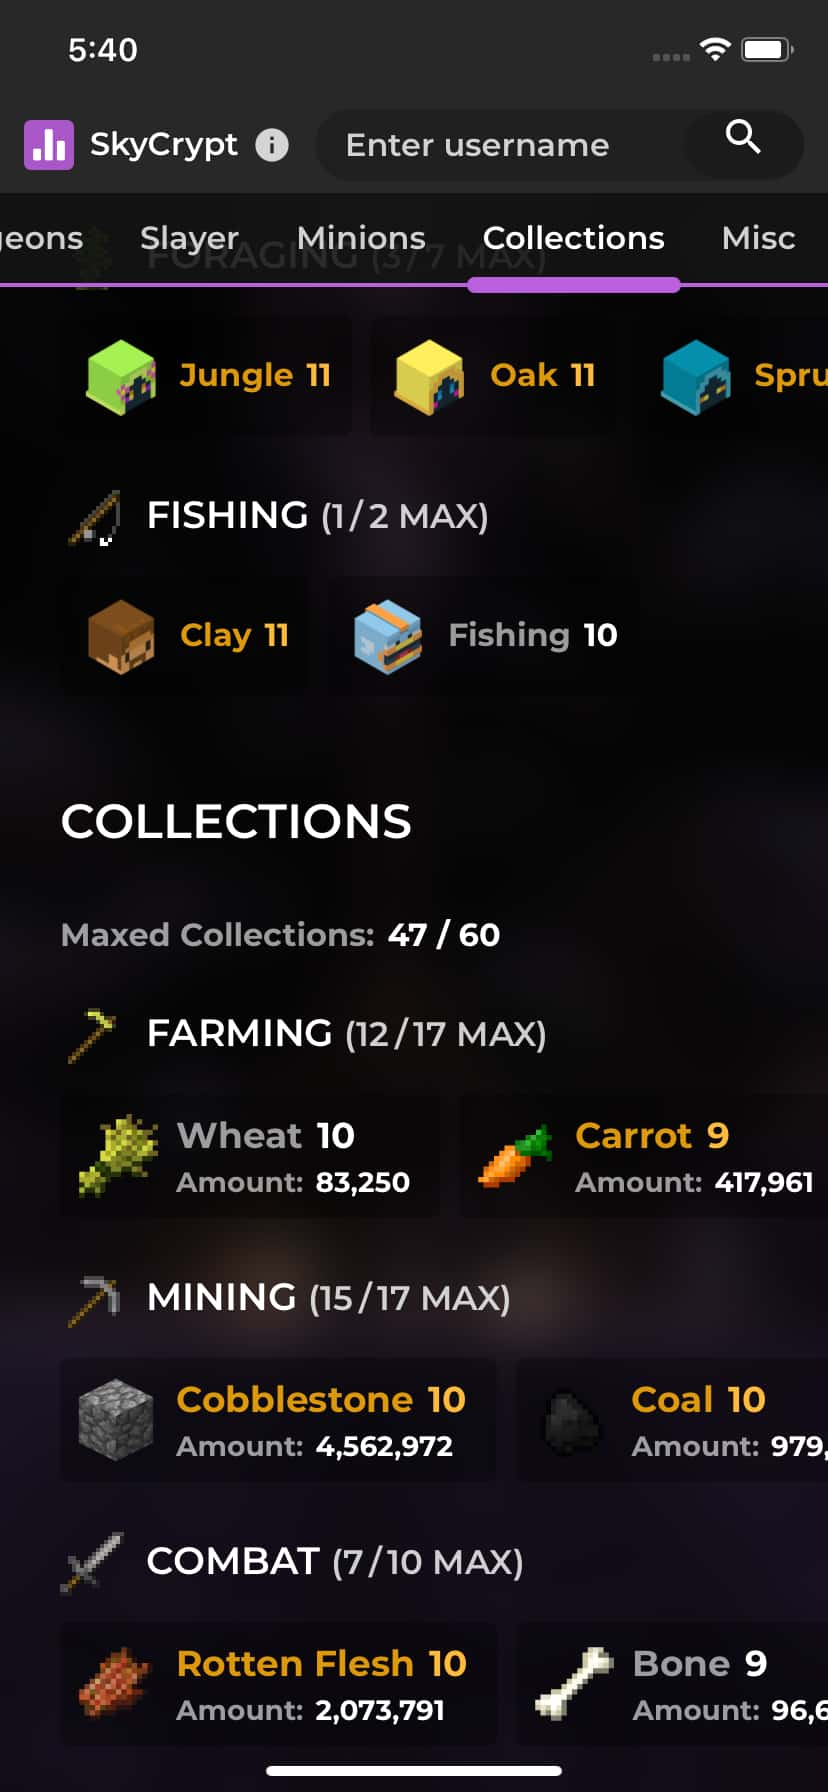 5:40
SkyCrypt
Enter username
eons Slayer Minions Collections Misc
FORAGING (3/7 MAX)
Jungle 11 Oak 11 Spru
FISHING (1/2 MAX)
Clay 11 Fishing 10
COLLECTIONS
Maxed Collections: 47 / 60
FARMING (12/17 MAX)
Wheat 10 Carrot 9
Amount: 83,250 Amount: 417,961
MINING (15/17 MAX)
Cobblestone 10 Coal 10
Amount: 4,562,972 Amount: 979,
COMBAT (7/10 MAX)
Rotten Flesh 10 Bone 9
Amount: 2,073,791 Amount: 96,6